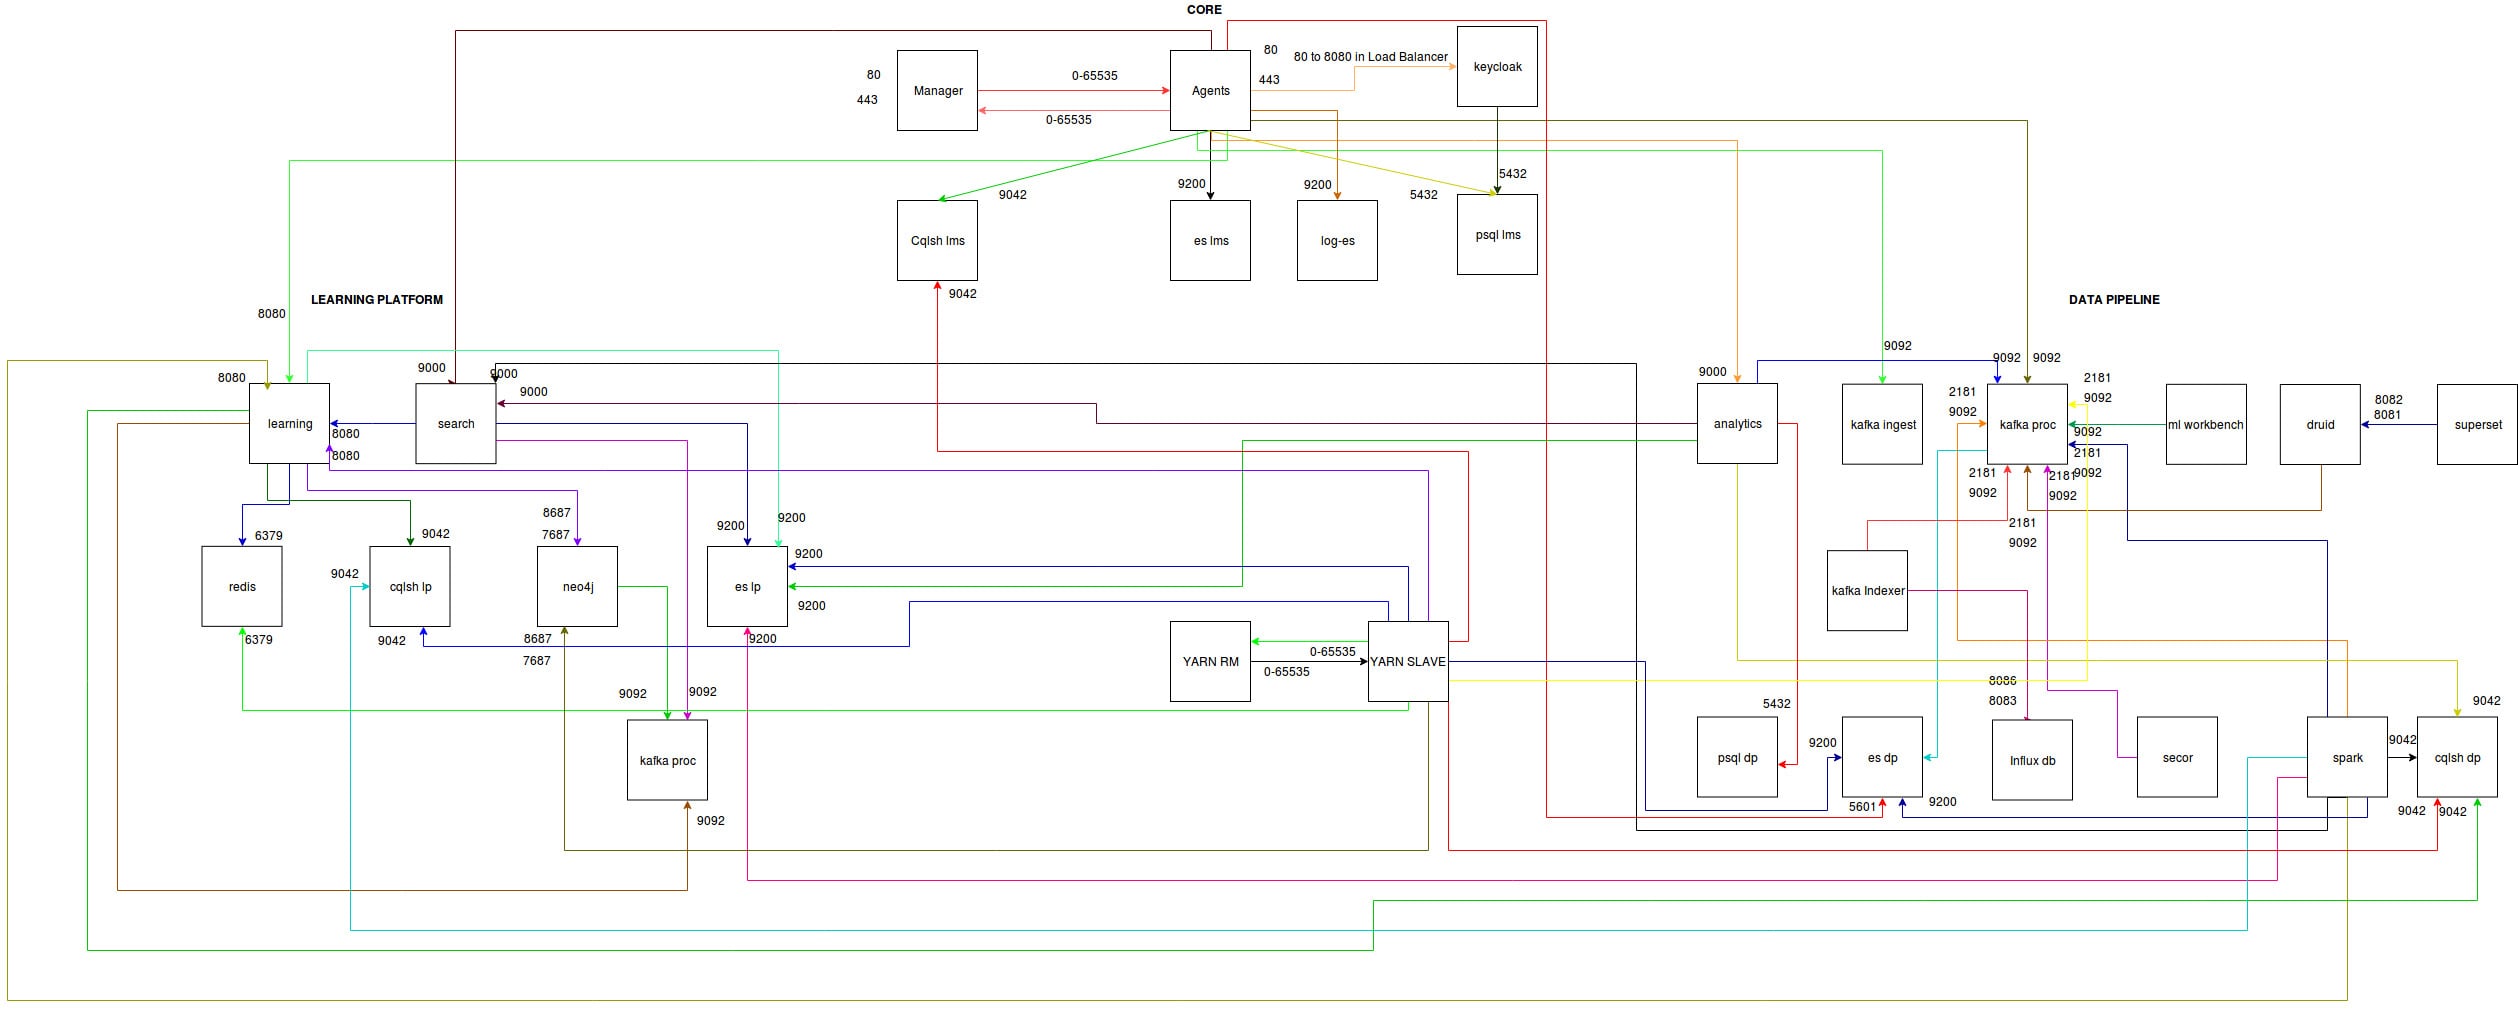 CORE
80
80 to 8080 in Load Balancer
keycloak
80
443
Manager
0-65535
Agents
443
0-65535
9200
9200
5432
5432
9042
Cqlsh lms
es lms
log-es
psql lms
9042
LEARNING PLATFORM
DATA PIPELINE
8080
9092
9092
9092
8080
9000
9000
9000
9000
2181
9092
2181
9092
8082
8081
learning
search
8080
8080
analytics
kafka ingest
kafka proc
ml workbench
druid
superset
9092
2181
9092
2181
9092
2181
9092
2181
9092
8687
7687
9200
9200
6379
9042
9042
9200
redis
cqlsh lp
neo4j
es lp
kafka Indexer
9200
6379
9042
8687
7687
9200
YARN RM
0-65535
0-65535
YARN SLAVE
9092
9092
8086
8083
5432
9042
9200
9042
kafka proc
psql dp
es dp
Influx db
secor
spark
cqlsh dp
5601
9200
9042
9042
9092